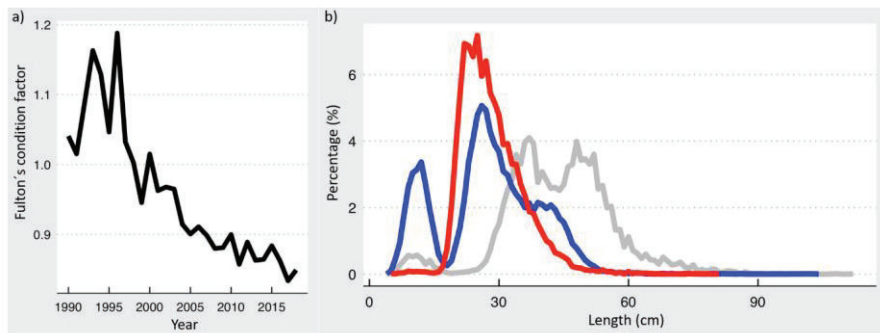 a)
1.2
1.1
1.0
0.9
Fulton´s condition factor
1990 1995 2000 2005 2010 2015
Year
b)
6
4
2
0
Percentage (%)
0 30 60 90
Length (cm)